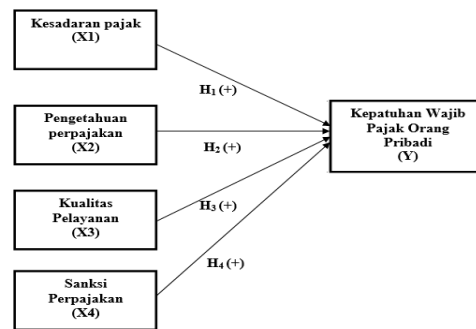 Kesadaran pajak
(X1)
H1 (+)
Pengetahuan
perpajakan
(X2)
H2 (+)
Kepatuhan Wajib
Pajak Orang
Pribadi
(Y)
Kualitas
Pelayanan
(X3)
H3 (+)
Sanksi
Perpajakan
(X4)
H4 (+)